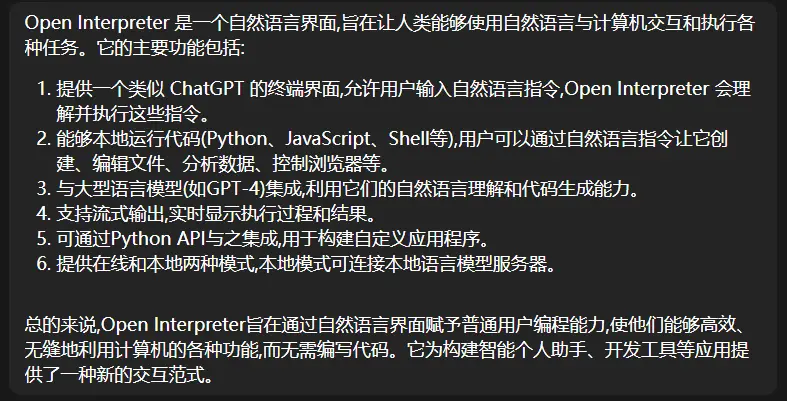 Open Interpreter 是一个自然语言界面,旨在让人类能够使用自然语言与计算机交互和执行各
种任务。它的主要功能包括:
1. 提供一个类似 ChatGPT 的终端界面,允许用户输入自然语言指令,Open Interpreter 会理
解并执行这些指令。
2. 能够本地运行代码(Python、JavaScript、Shell等),用户可以通过自然语言指令让它创
建、编辑文件、分析数据、控制浏览器等。
3. 与大型语言模型(如GPT-4)集成,利用它们的自然语言理解和代码生成能力。
4. 支持流式输出,实时显示执行过程和结果。
5. 可通过Python API与之集成,用于构建自定义应用程序。
6. 提供在线和本地两种模式,本地模式可连接本地语言模型服务器。
总的来说,Open Interpreter旨在通过自然语言界面赋予普通用户编程能力,使他们能够高效、
无缝地利用计算机的各种功能,而无需编写代码。它为构建智能个人助手、开发工具等应用提
供了一种新的交互范式。